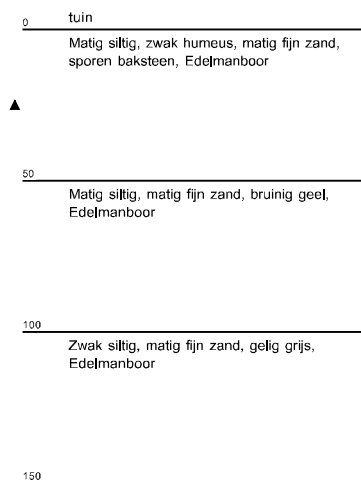 0 tuin
Matig siltig, zwak humeus, matig fijn zand,
sporen baksteen, Edelmanboor
50
Matig siltig, matig fijn zand, bruinig geel,
Edelmanboor
100
Zwak siltig, matig fijn zand, gelig grijs,
Edelmanboor
150